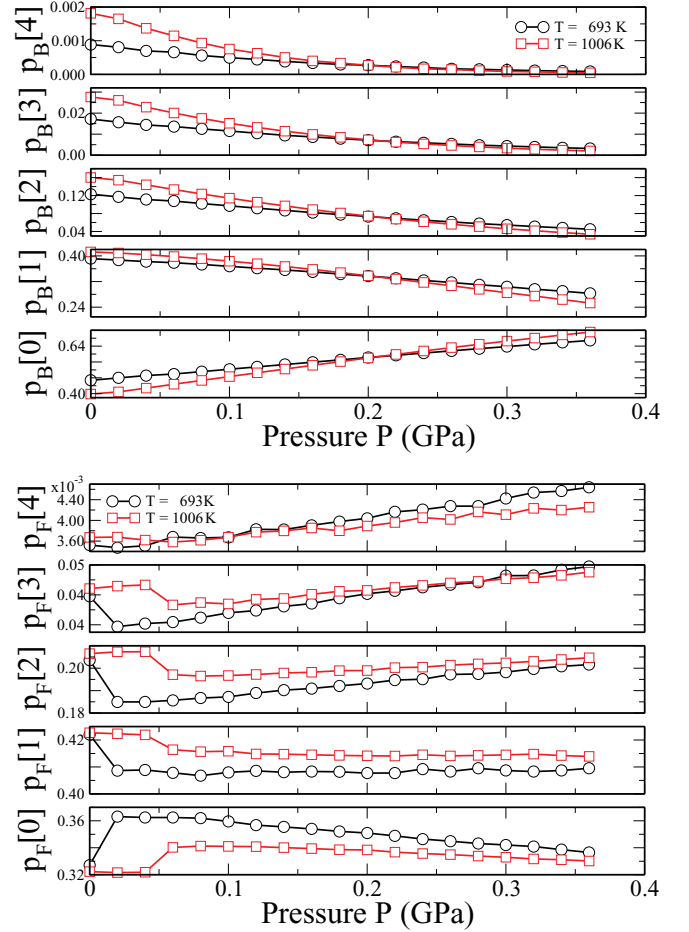 0.002
0.001
0.000
p_B[4]
T = 693 K
T = 1006K
0.02
0.00
p_B[3]
0.12
0.04
p_B[2]
0.40
0.24
p_B[1]
0.64
0.40
p_B[0]
0 0.1 0.2 0.3 0.4
Pressure P (GPa)
x10^-3
4.40
4.00
3.60
p_F[4]
T = 693K
T = 1006K
0.05
0.04
0.04
p_F[3]
0.20
0.18
p_F[2]
0.42
0.40
p_F[1]
0.36
0.32
p_F[0]
0 0.1 0.2 0.3 0.4
Pressure P (GPa)